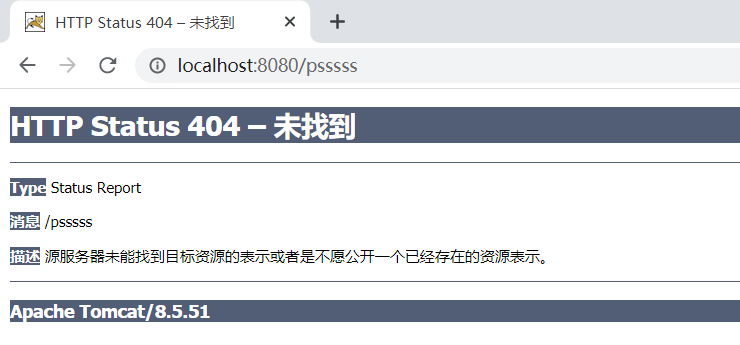 HTTP Status 404 – 未找到
localhost:8080/psssss
HTTP Status 404 – 未找到
Type Status Report
消息 /psssss
描述 源服务器未能找到目标资源的表示或者是不愿公开一个已经存在的资源表示。
Apache Tomcat/8.5.51